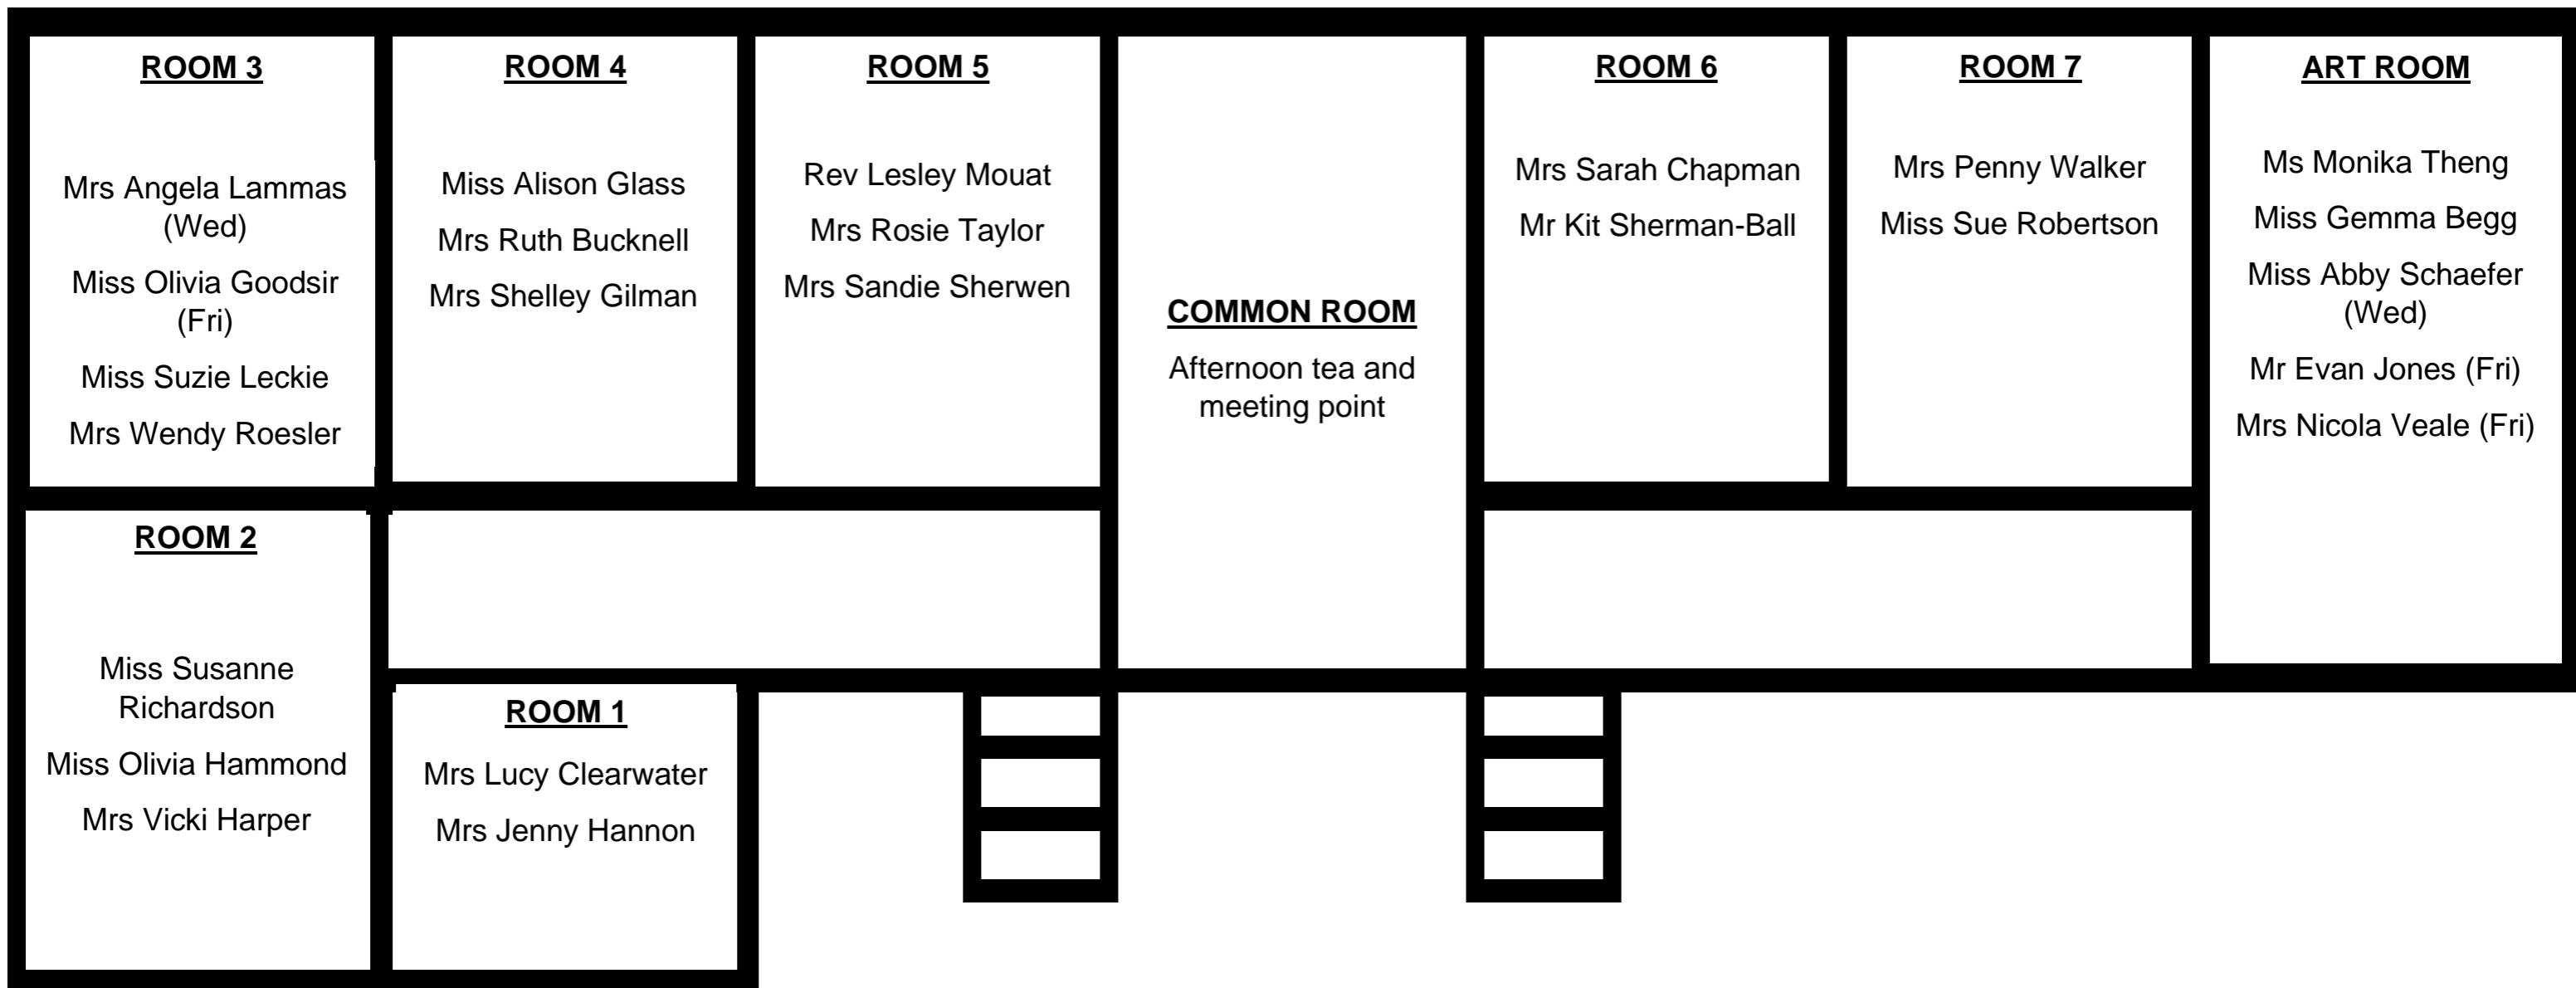 ROOM 3
Mrs Angela Lammas
(Wed)
Miss Olivia Goodsir
(Fri)
Miss Suzie Leckie
Mrs Wendy Roesler
ROOM 4
Miss Alison Glass
Mrs Ruth Bucknell
Mrs Shelley Gilman
ROOM 5
Rev Lesley Mouat
Mrs Rosie Taylor
Mrs Sandie Sherwen
COMMON ROOM
Afternoon tea and
meeting point
ROOM 6
Mrs Sarah Chapman
Mr Kit Sherman-Ball
ROOM 7
Mrs Penny Walker
Miss Sue Robertson
ART ROOM
Ms Monika Theng
Miss Gemma Begg
Miss Abby Schaefer
(Wed)
Mr Evan Jones (Fri)
Mrs Nicola Veale (Fri)
ROOM 2
Miss Susanne
Richardson
Miss Olivia Hammond
Mrs Vicki Harper
ROOM 1
Mrs Lucy Clearwater
Mrs Jenny Hannon